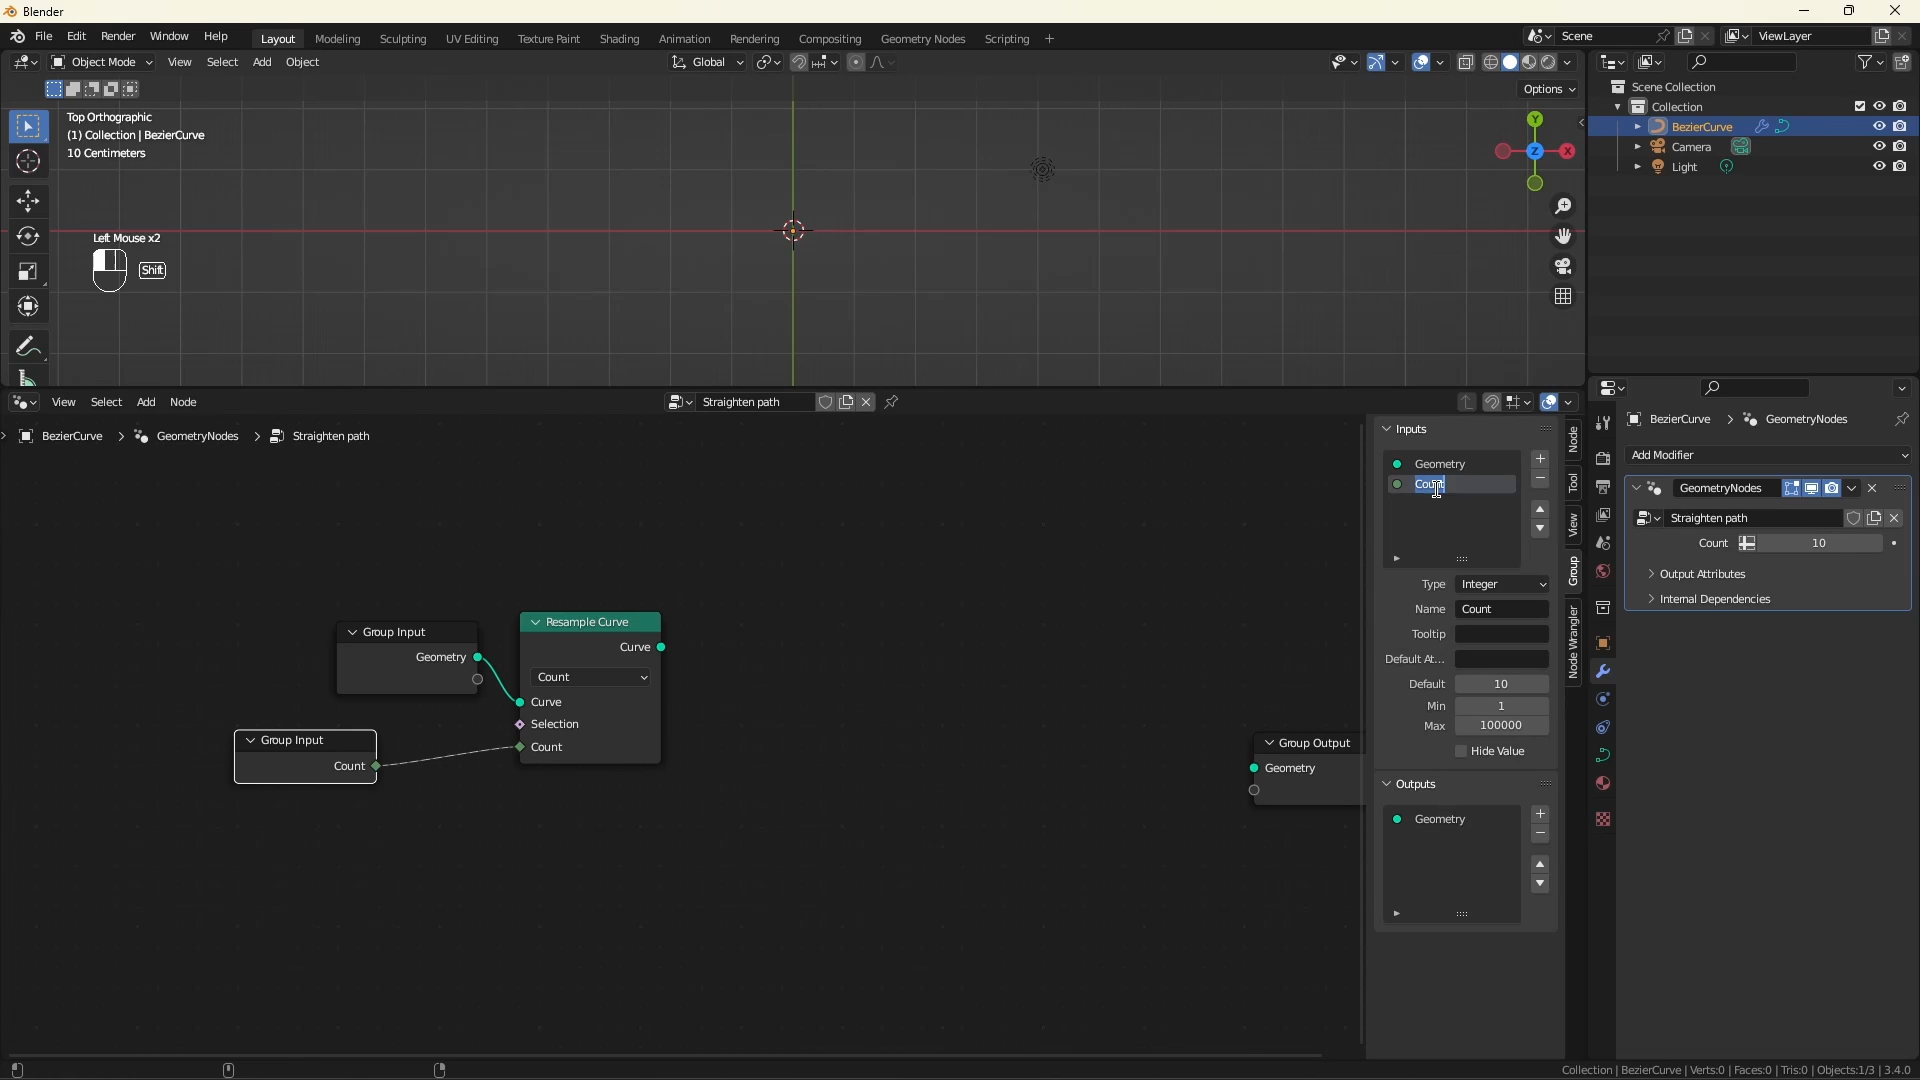 Blender
File Edit Render Window Help Layout Modeling Sculpting UV Editing Texture Paint Shading Animation Rendering Compositing Geometry Nodes Scripting + Scene ViewLayer
Object Mode View Select Add Object Global
Options
Top Orthographic
(1) Collection | BezierCurve
10 Centimeters
Y
X
Z
Left Mouse x2
Shift
Scene Collection
Collection
BezierCurve
Camera
Light
View Select Add Node Straighten path
BezierCurve > GeometryNodes > Straighten path
Group Input
Geometry
Resample Curve
Curve
Count
Curve
Selection
Count
Group Input
Count
Group Output
Geometry
Inputs
Geometry
Count
Type Integer
Name Count
Tooltip
Default At...
Default 10
Min 1
Max 100000
Hide Value
Outputs
Geometry
Node
Tool
View
Group
Node Wrangler
BezierCurve > GeometryNodes
Add Modifier
GeometryNodes
Straighten path
Count 10
Output Attributes
Internal Dependencies
Collection | BezierCurve | Verts:0 | Faces:0 | Tris:0 | Objects:1/3 | 3.4.0